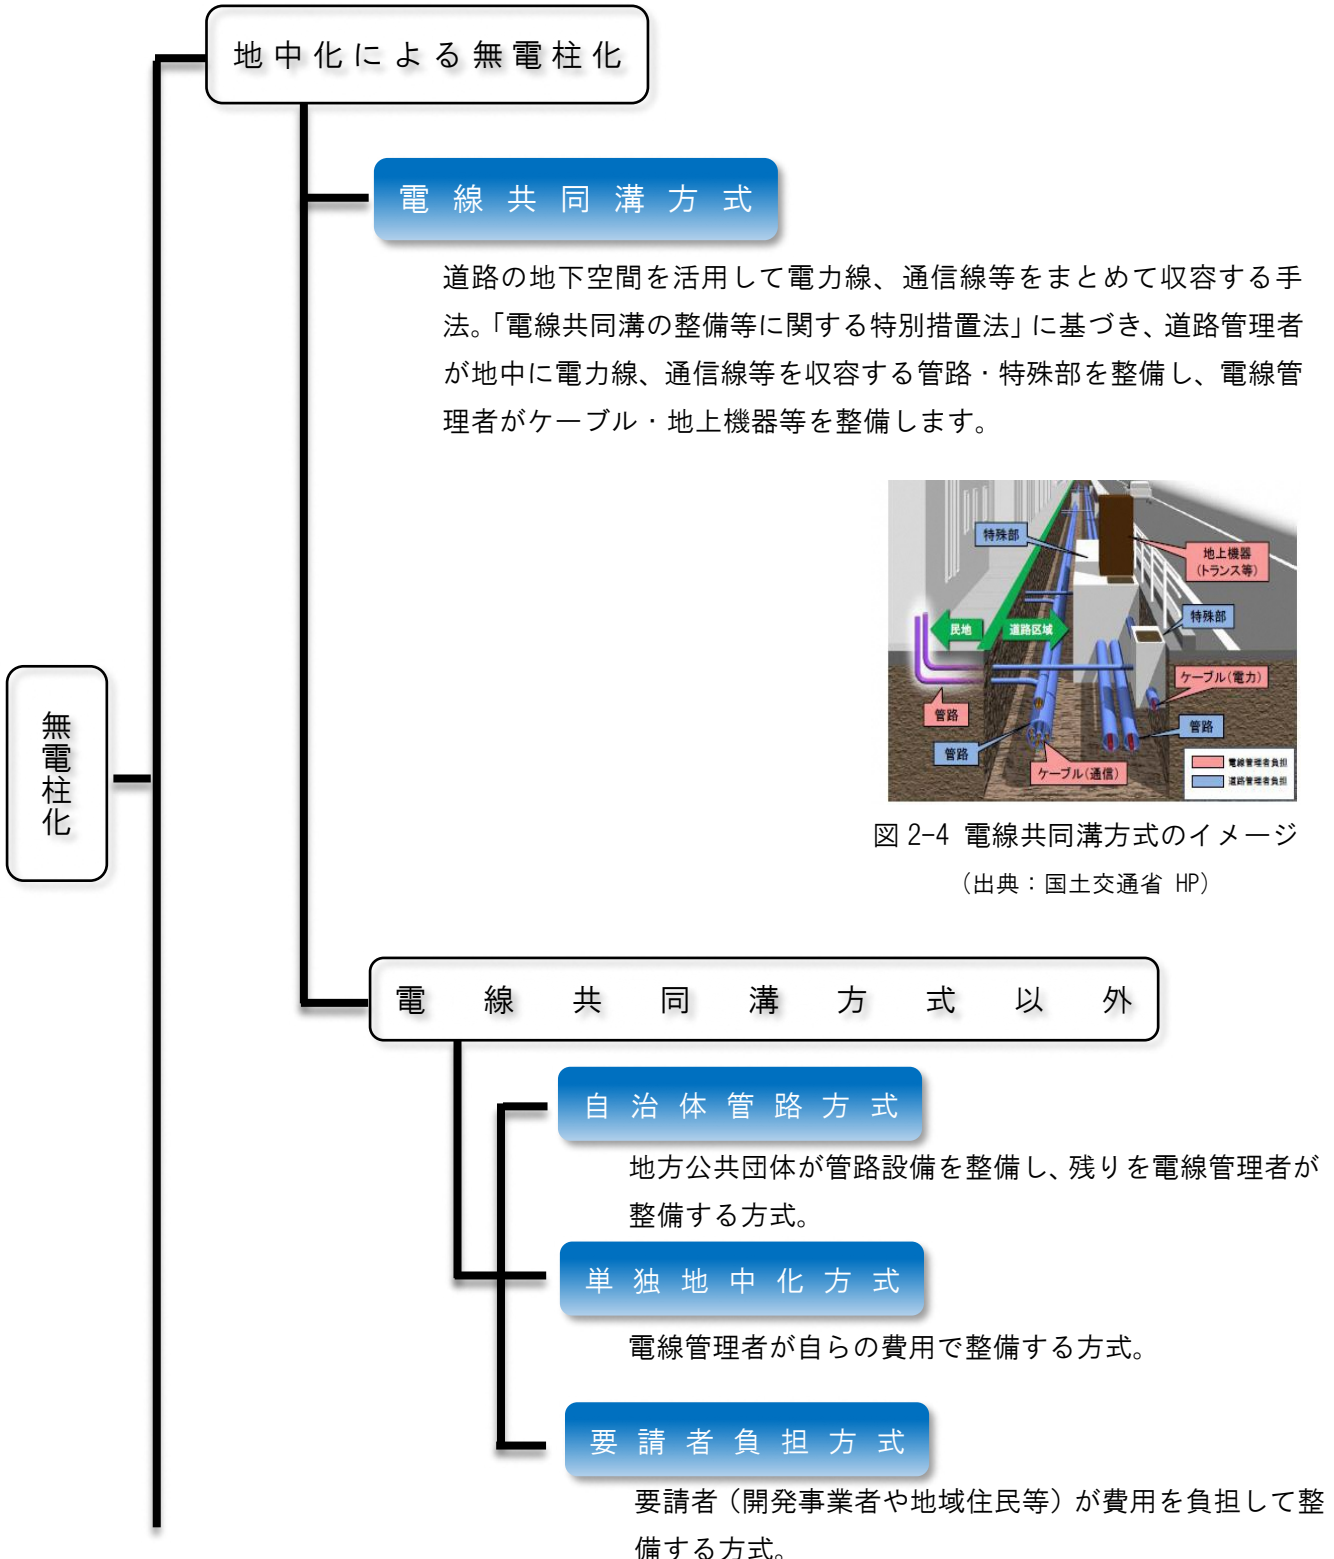 地中化による無電柱化
電線共同溝方式
道路の地下空間を活用して電力線、通信線等をまとめて収容する手
法。「電線共同溝の整備等に関する特別措置法」に基づき、道路管理者
が地中に電力線、通信線等を収容する管路・特殊部を整備し、電線管
理者がケーブル・地上機器等を整備します。
特殊部
地上機器
(トランス等)
特殊部
民地
道路区域
ケーブル(電力)
管路
管路
管路
ケーブル(通信)
電線管理者負担
道路管理者負担
図 2-4 電線共同溝方式のイメージ
(出典：国土交通省 HP)
無電柱化
電線共同溝方式以外
自治体管路方式
地方公共団体が管路設備を整備し、残りを電線管理者が
整備する方式。
単独地中化方式
電線管理者が自らの費用で整備する方式。
要請者負担方式
要請者（開発事業者や地域住民等）が費用を負担して整
備する方式。